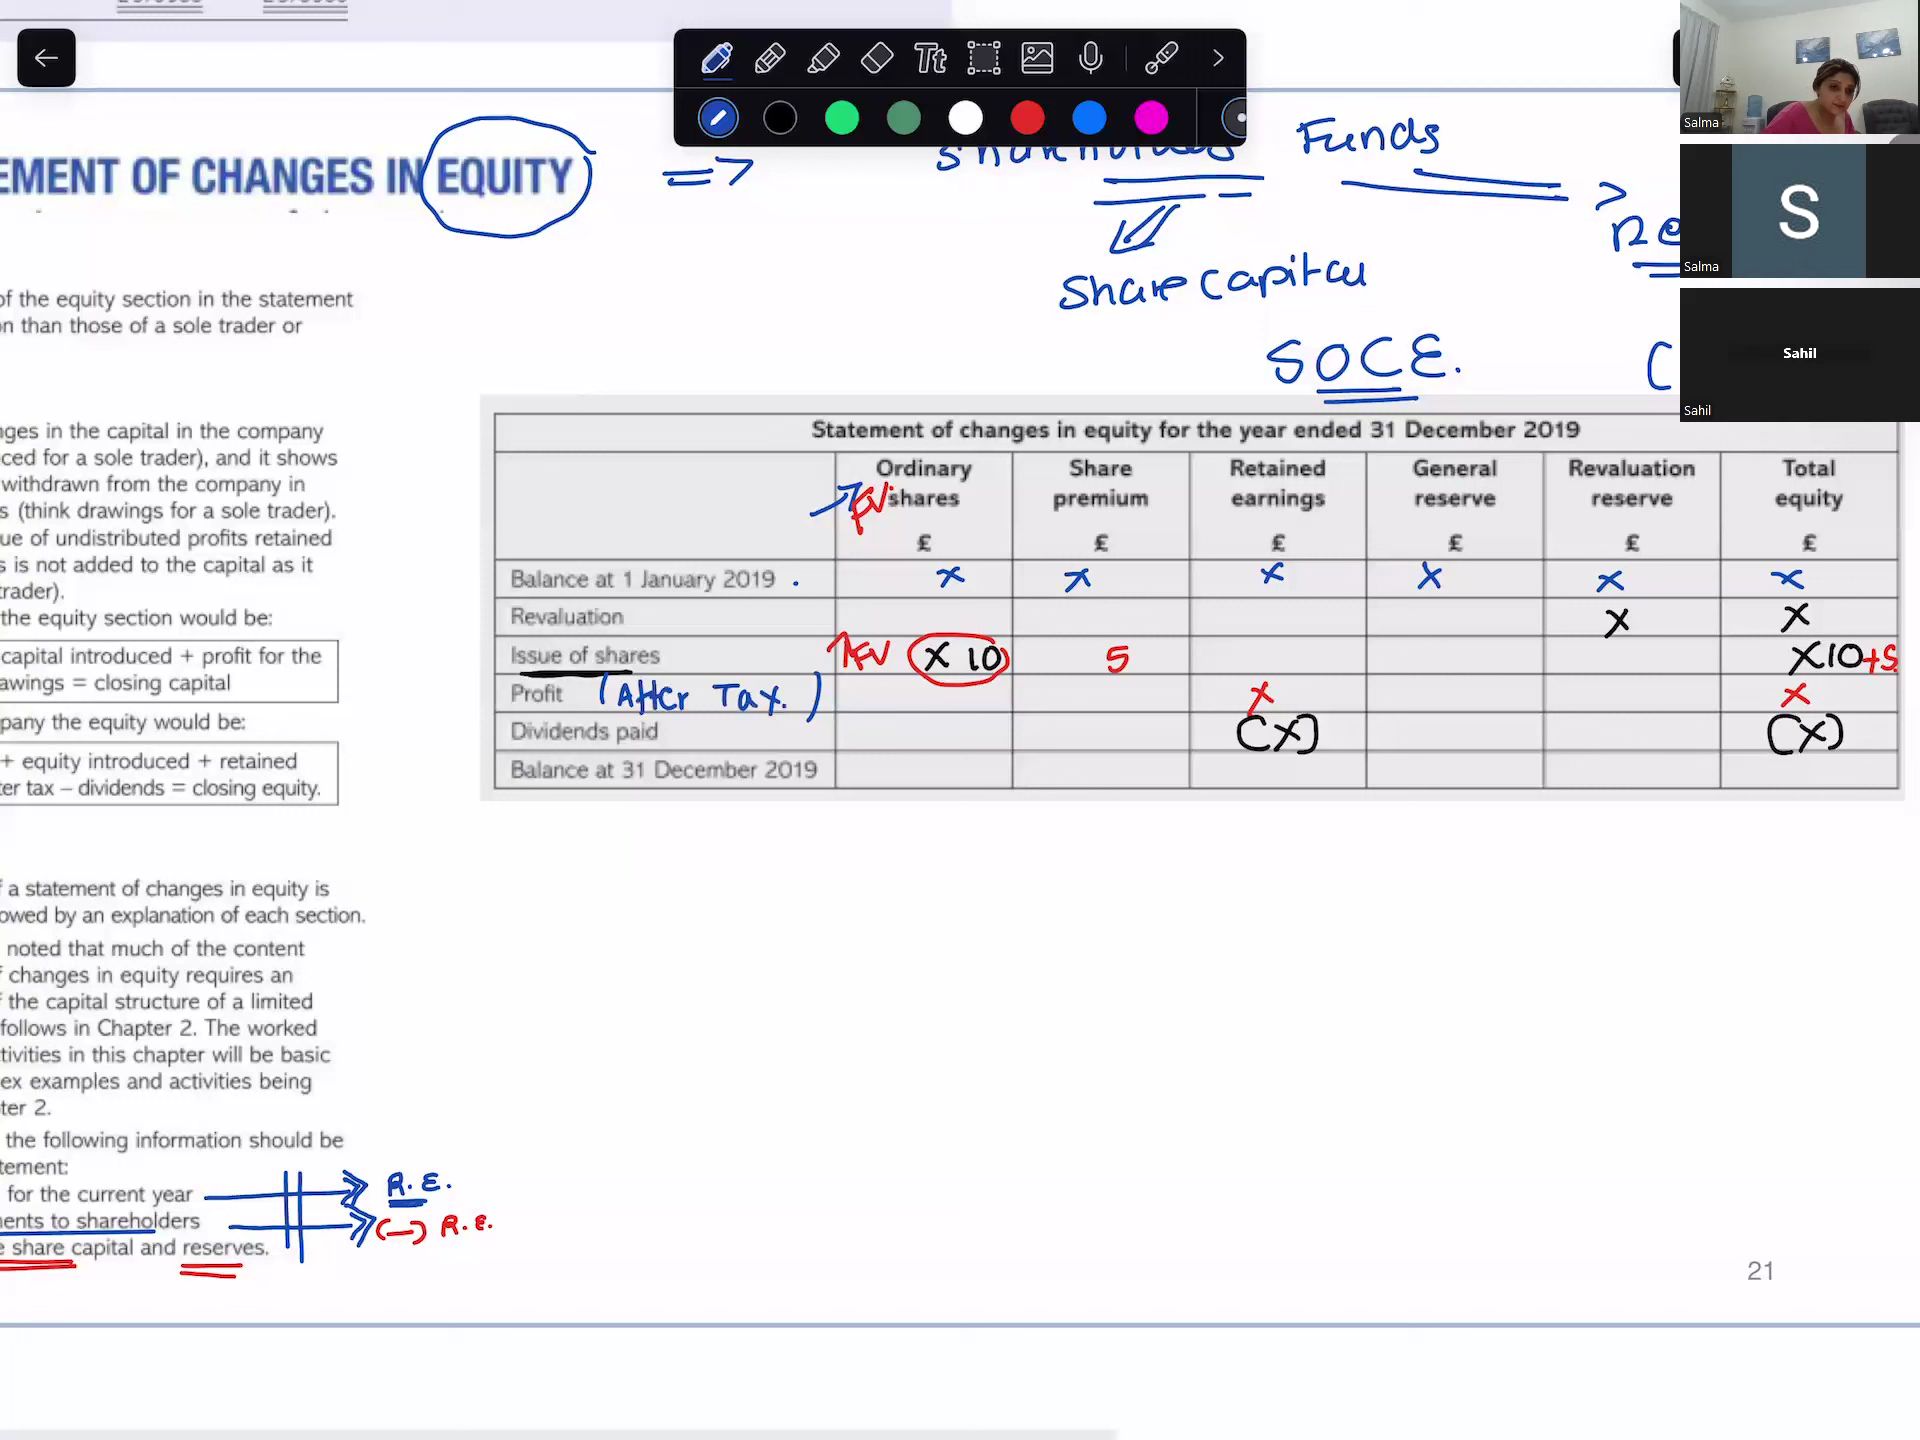 Tt
EMENT OF CHANGES IN EQUITY
=> Shareholders Funds
Share capital
SOCE.
of the equity section in the statement
on than those of a sole trader or
nges in the capital in the company
ced for a sole trader), and it shows
withdrawn from the company in
s (think drawings for a sole trader).
ue of undistributed profits retained
s is not added to the capital as it
trader).
the equity section would be:
capital introduced + profit for the
awings = closing capital
pany the equity would be:
+ equity introduced + retained
ter tax – dividends = closing equity.
f a statement of changes in equity is
owed by an explanation of each section.
noted that much of the content
f changes in equity requires an
f the capital structure of a limited
follows in Chapter 2. The worked
tivities in this chapter will be basic
ex examples and activities being
ter 2.
the following information should be
tement:
for the current year R.E.
ents to shareholders (—) R.E.
e share capital and reserves.
Statement of changes in equity for the year ended 31 December 2019
Ordinary shares Share premium Retained earnings General reserve Revaluation reserve Total equity
FV
£ £ £ £ £ £
Balance at 1 January 2019 . x x x x x x
Revaluation x x
Issue of shares FV x 10 5 x10+5
Profit (After Tax.) x x
Dividends paid (x) (x)
Balance at 31 December 2019
21
Salma
S
Salma
Sahil
Sahil